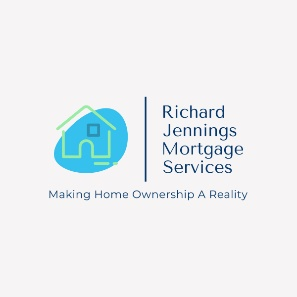 Richard
Jennings
Mortgage
Services
Making Home Ownership A Reality